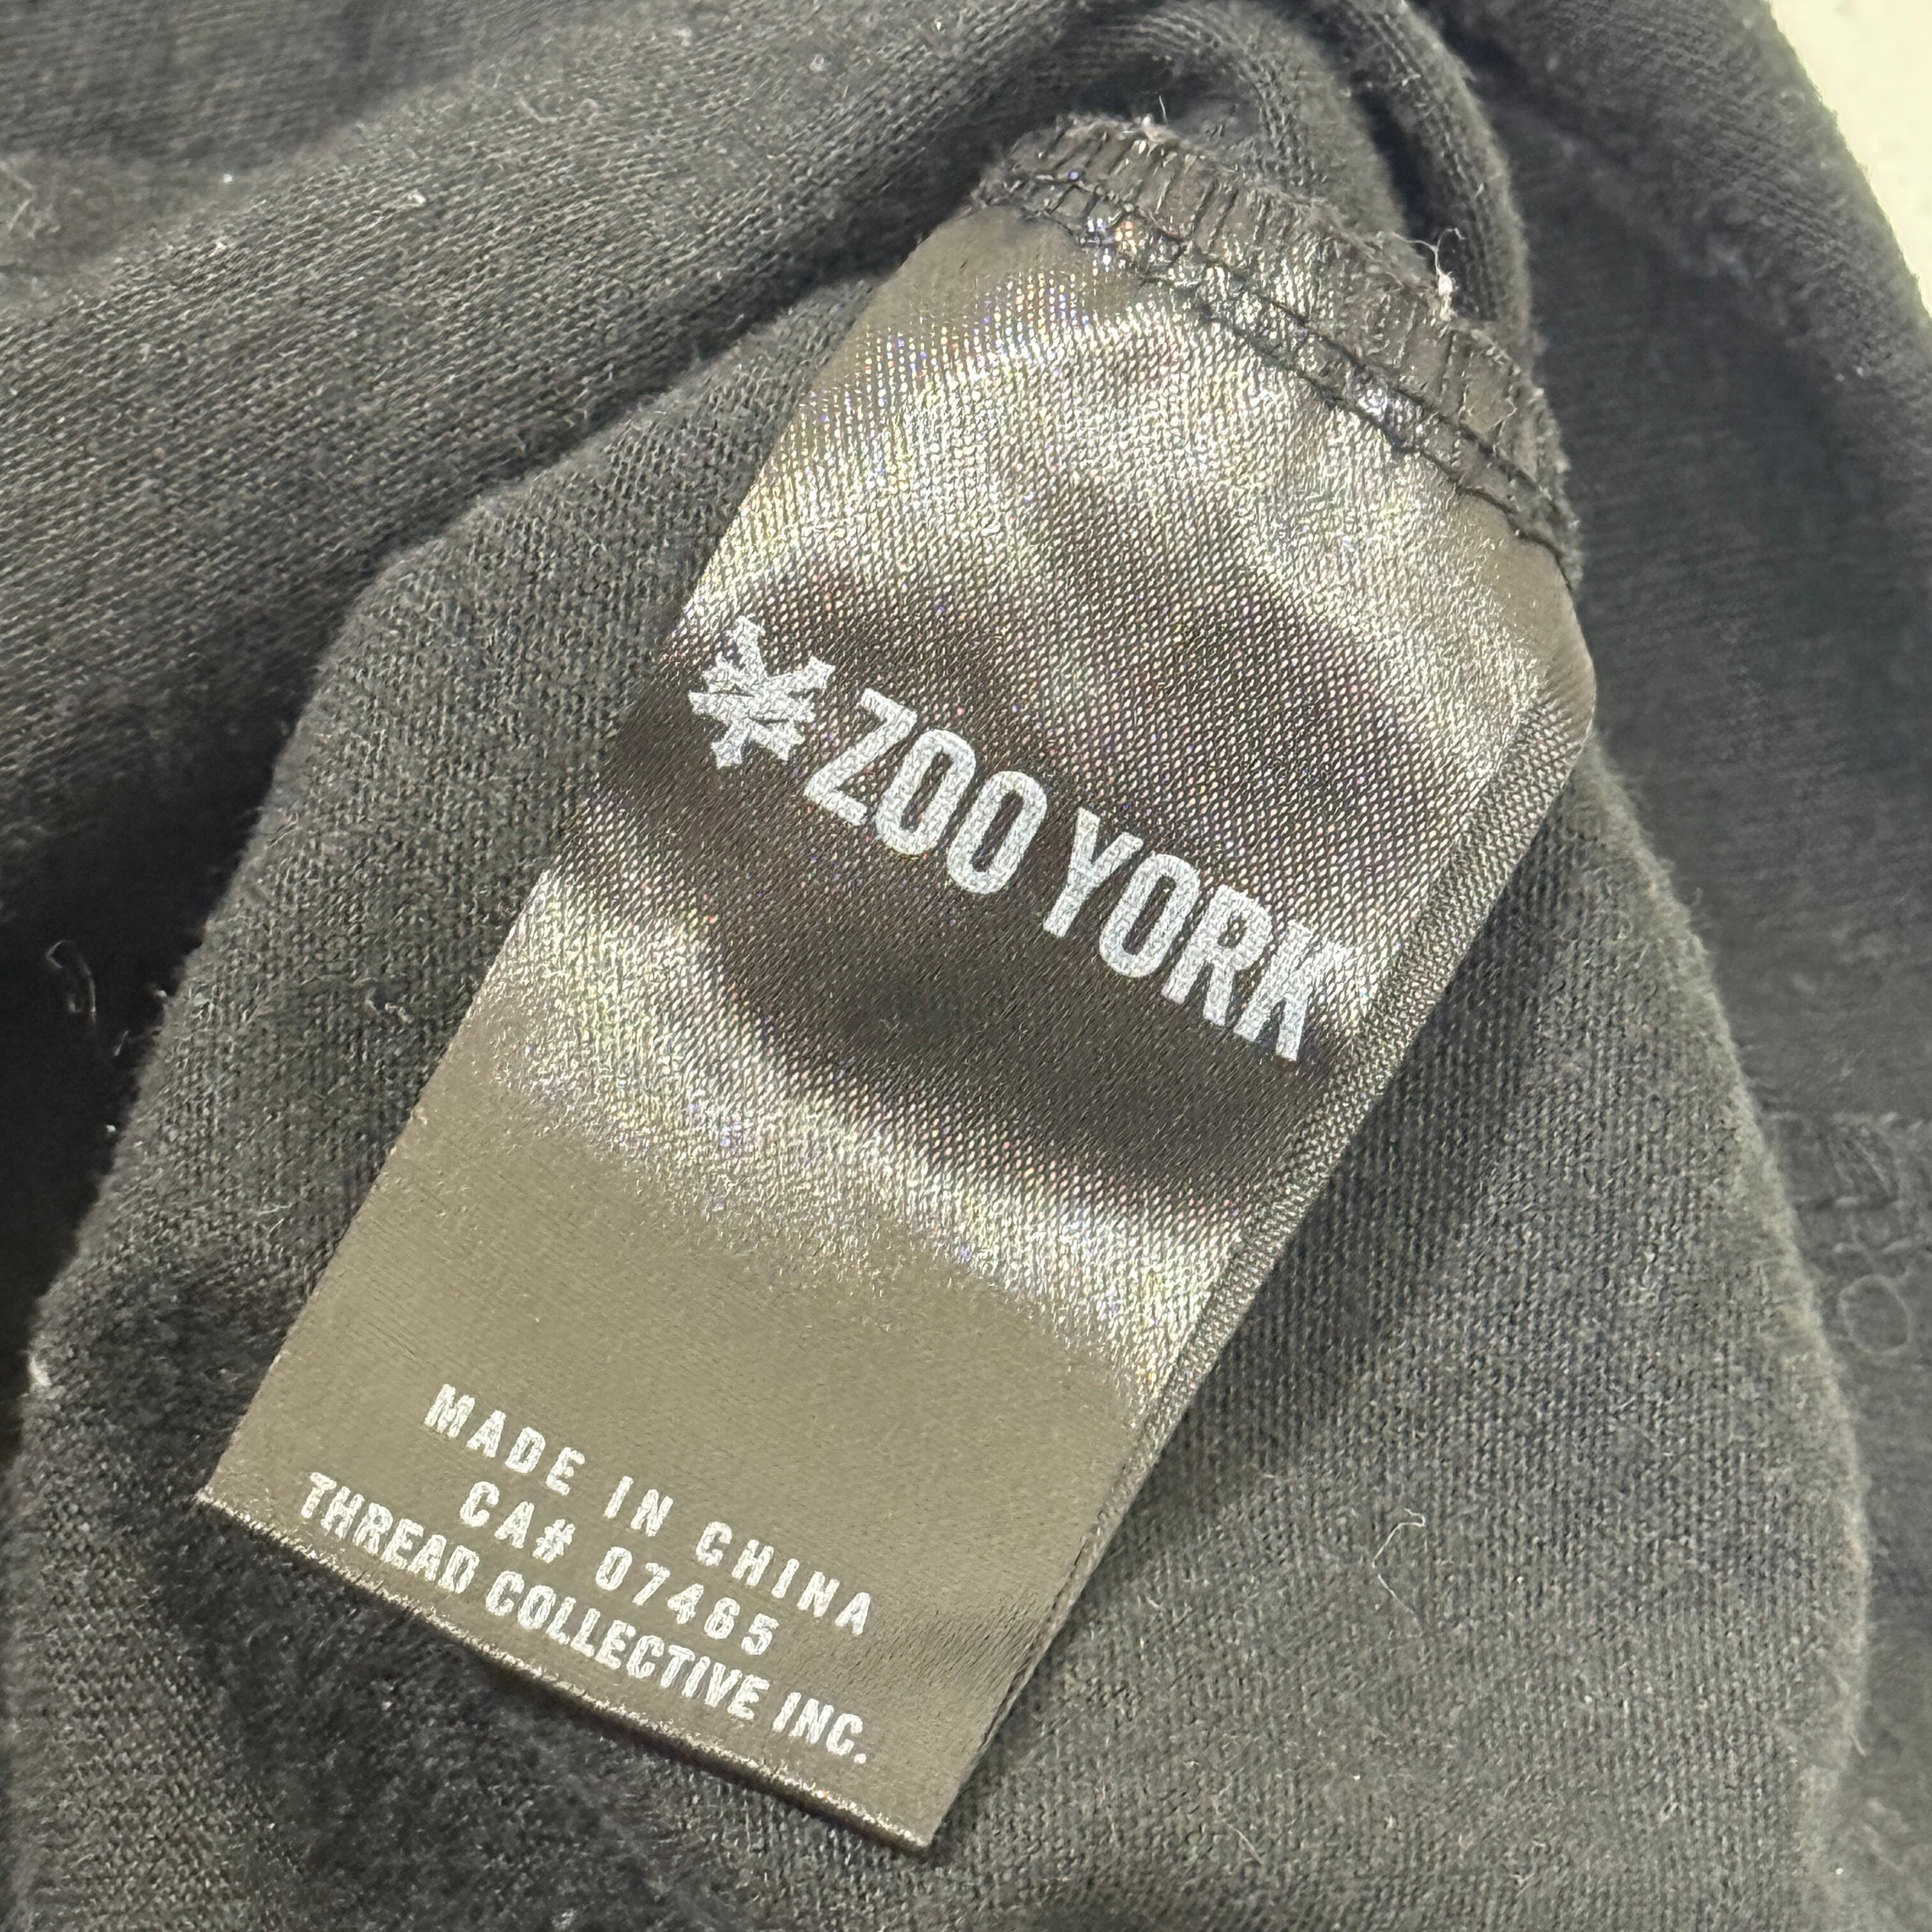 ZOO YORK
MADE IN CHINA
CA# 07465
THREAD COLLECTIVE INC.